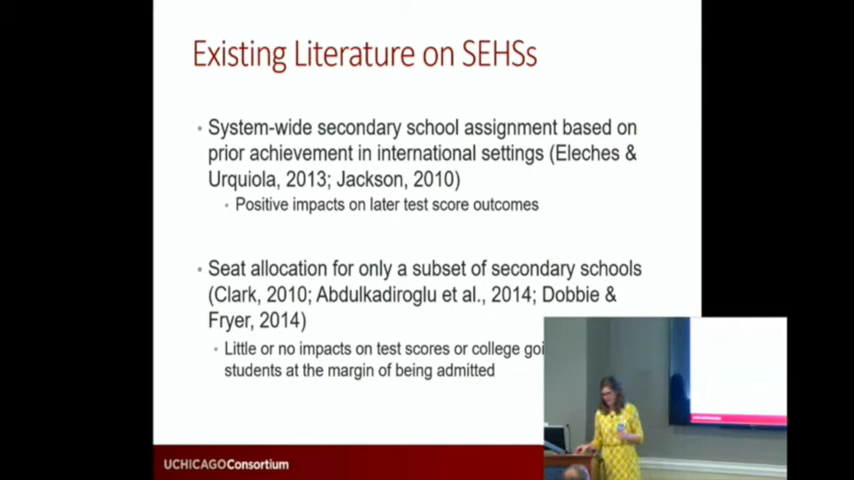 Existing Literature on SEHSs
• System-wide secondary school assignment based on
prior achievement in international settings (Eleches &
Urquiola, 2013; Jackson, 2010)
• Positive impacts on later test score outcomes
• Seat allocation for only a subset of secondary schools
(Clark, 2010; Abdulkadiroglu et al., 2014; Dobbie &
Fryer, 2014)
• Little or no impacts on test scores or college goi
students at the margin of being admitted
UCHICAGOConsortium